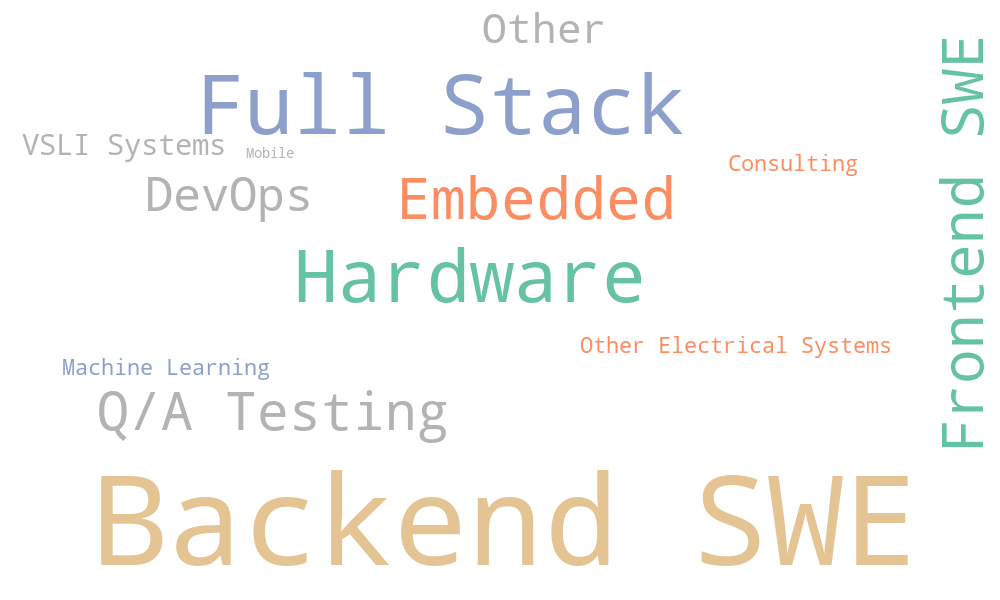 Other
Full Stack
VSLI Systems
Mobile
Consulting
DevOps
Embedded
Hardware
Frontend SWE
Other Electrical Systems
Machine Learning
Q/A Testing
Backend SWE